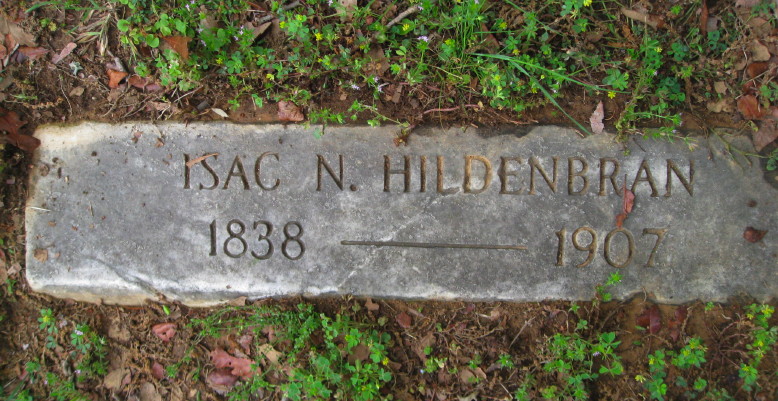 ISAC N. HILDENBRAN
1838 — 1907